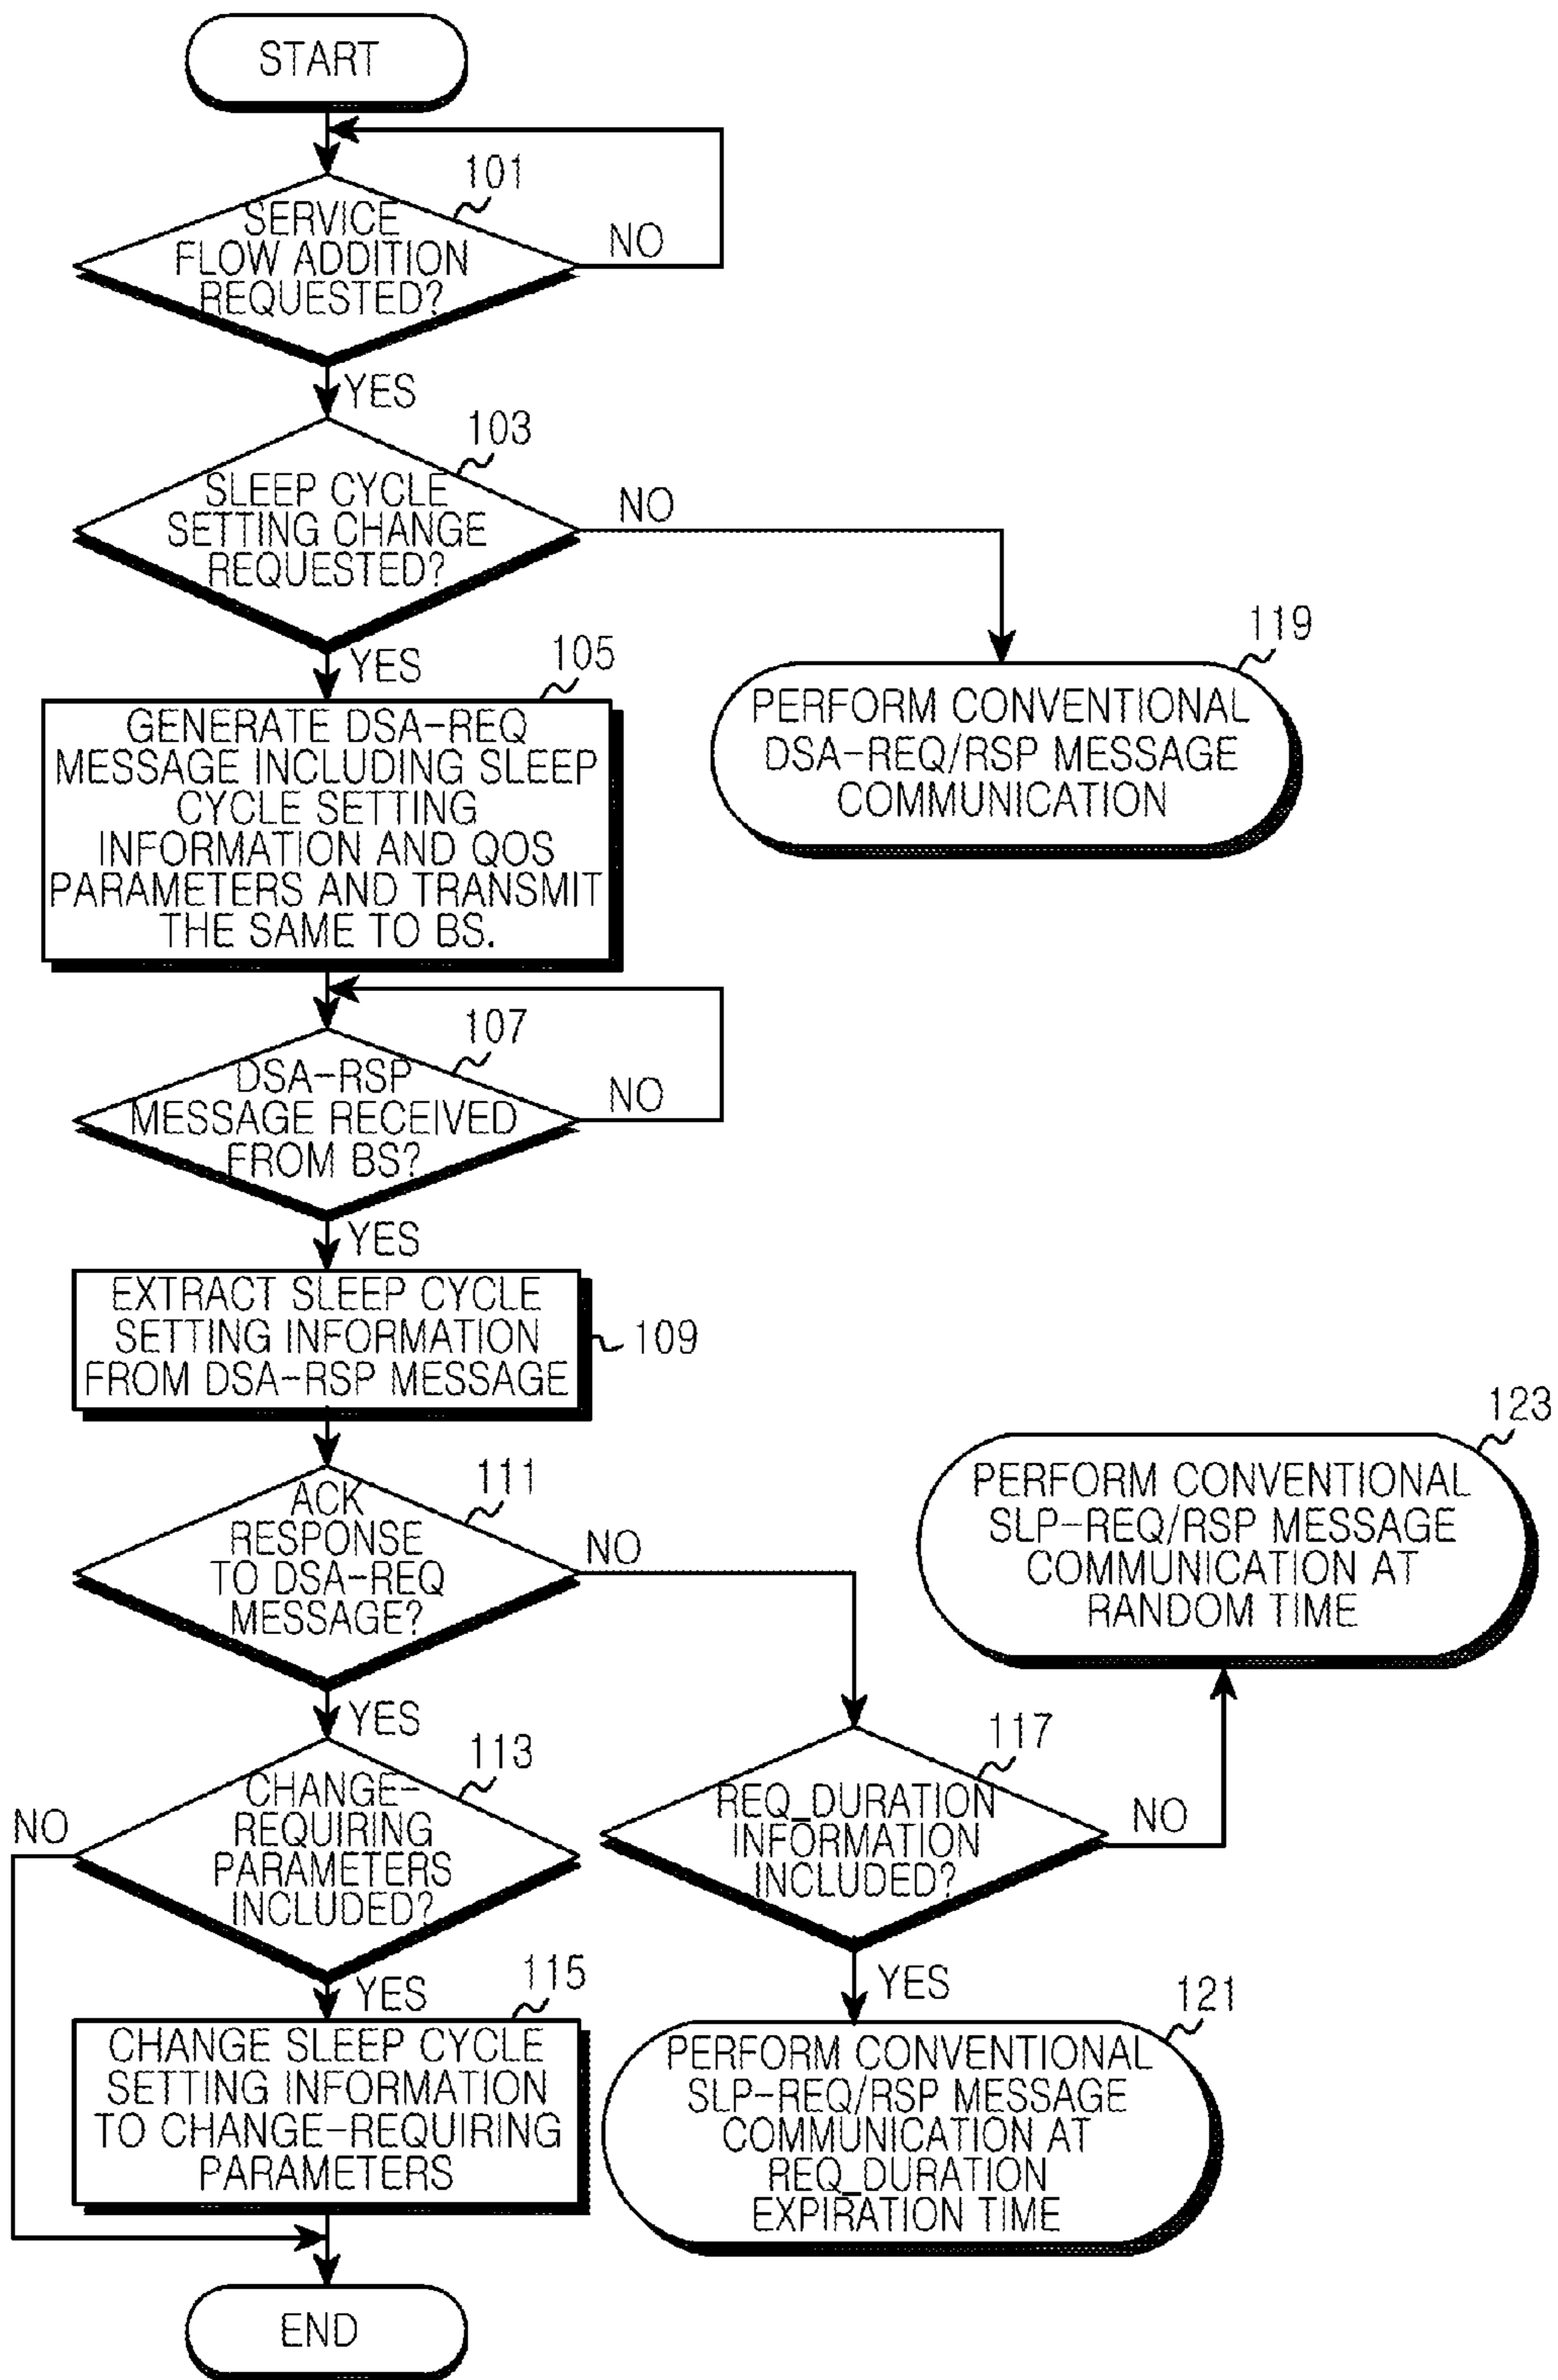 START
101
SERVICE
FLOW ADDITION
REQUESTED?
NO
YES
103
SLEEP CYCLE
SETTING CHANGE
REQUESTED?
NO
YES
119
PERFORM CONVENTIONAL
DSA-REQ/RSP MESSAGE
COMMUNICATION
105
GENERATE DSA-REQ
MESSAGE INCLUDING SLEEP
CYCLE SETTING
INFORMATION AND QOS
PARAMETERS AND TRANSMIT
THE SAME TO BS.
107
DSA-RSP
MESSAGE RECEIVED
FROM BS?
NO
YES
EXTRACT SLEEP CYCLE
SETTING INFORMATION
FROM DSA-RSP MESSAGE
109
111
ACK
RESPONSE
TO DSA-REQ
MESSAGE?
NO
YES
123
PERFORM CONVENTIONAL
SLP-REQ/RSP MESSAGE
COMMUNICATION AT
RANDOM TIME
113
CHANGE-
REQUIRING
PARAMETERS
INCLUDED?
NO
YES
117
REQ_DURATION
INFORMATION
INCLUDED?
NO
YES
115
CHANGE SLEEP CYCLE
SETTING INFORMATION
TO CHANGE-REQUIRING
PARAMETERS
121
PERFORM CONVENTIONAL
SLP-REQ/RSP MESSAGE
COMMUNICATION AT
REQ_DURATION
EXPIRATION TIME
END